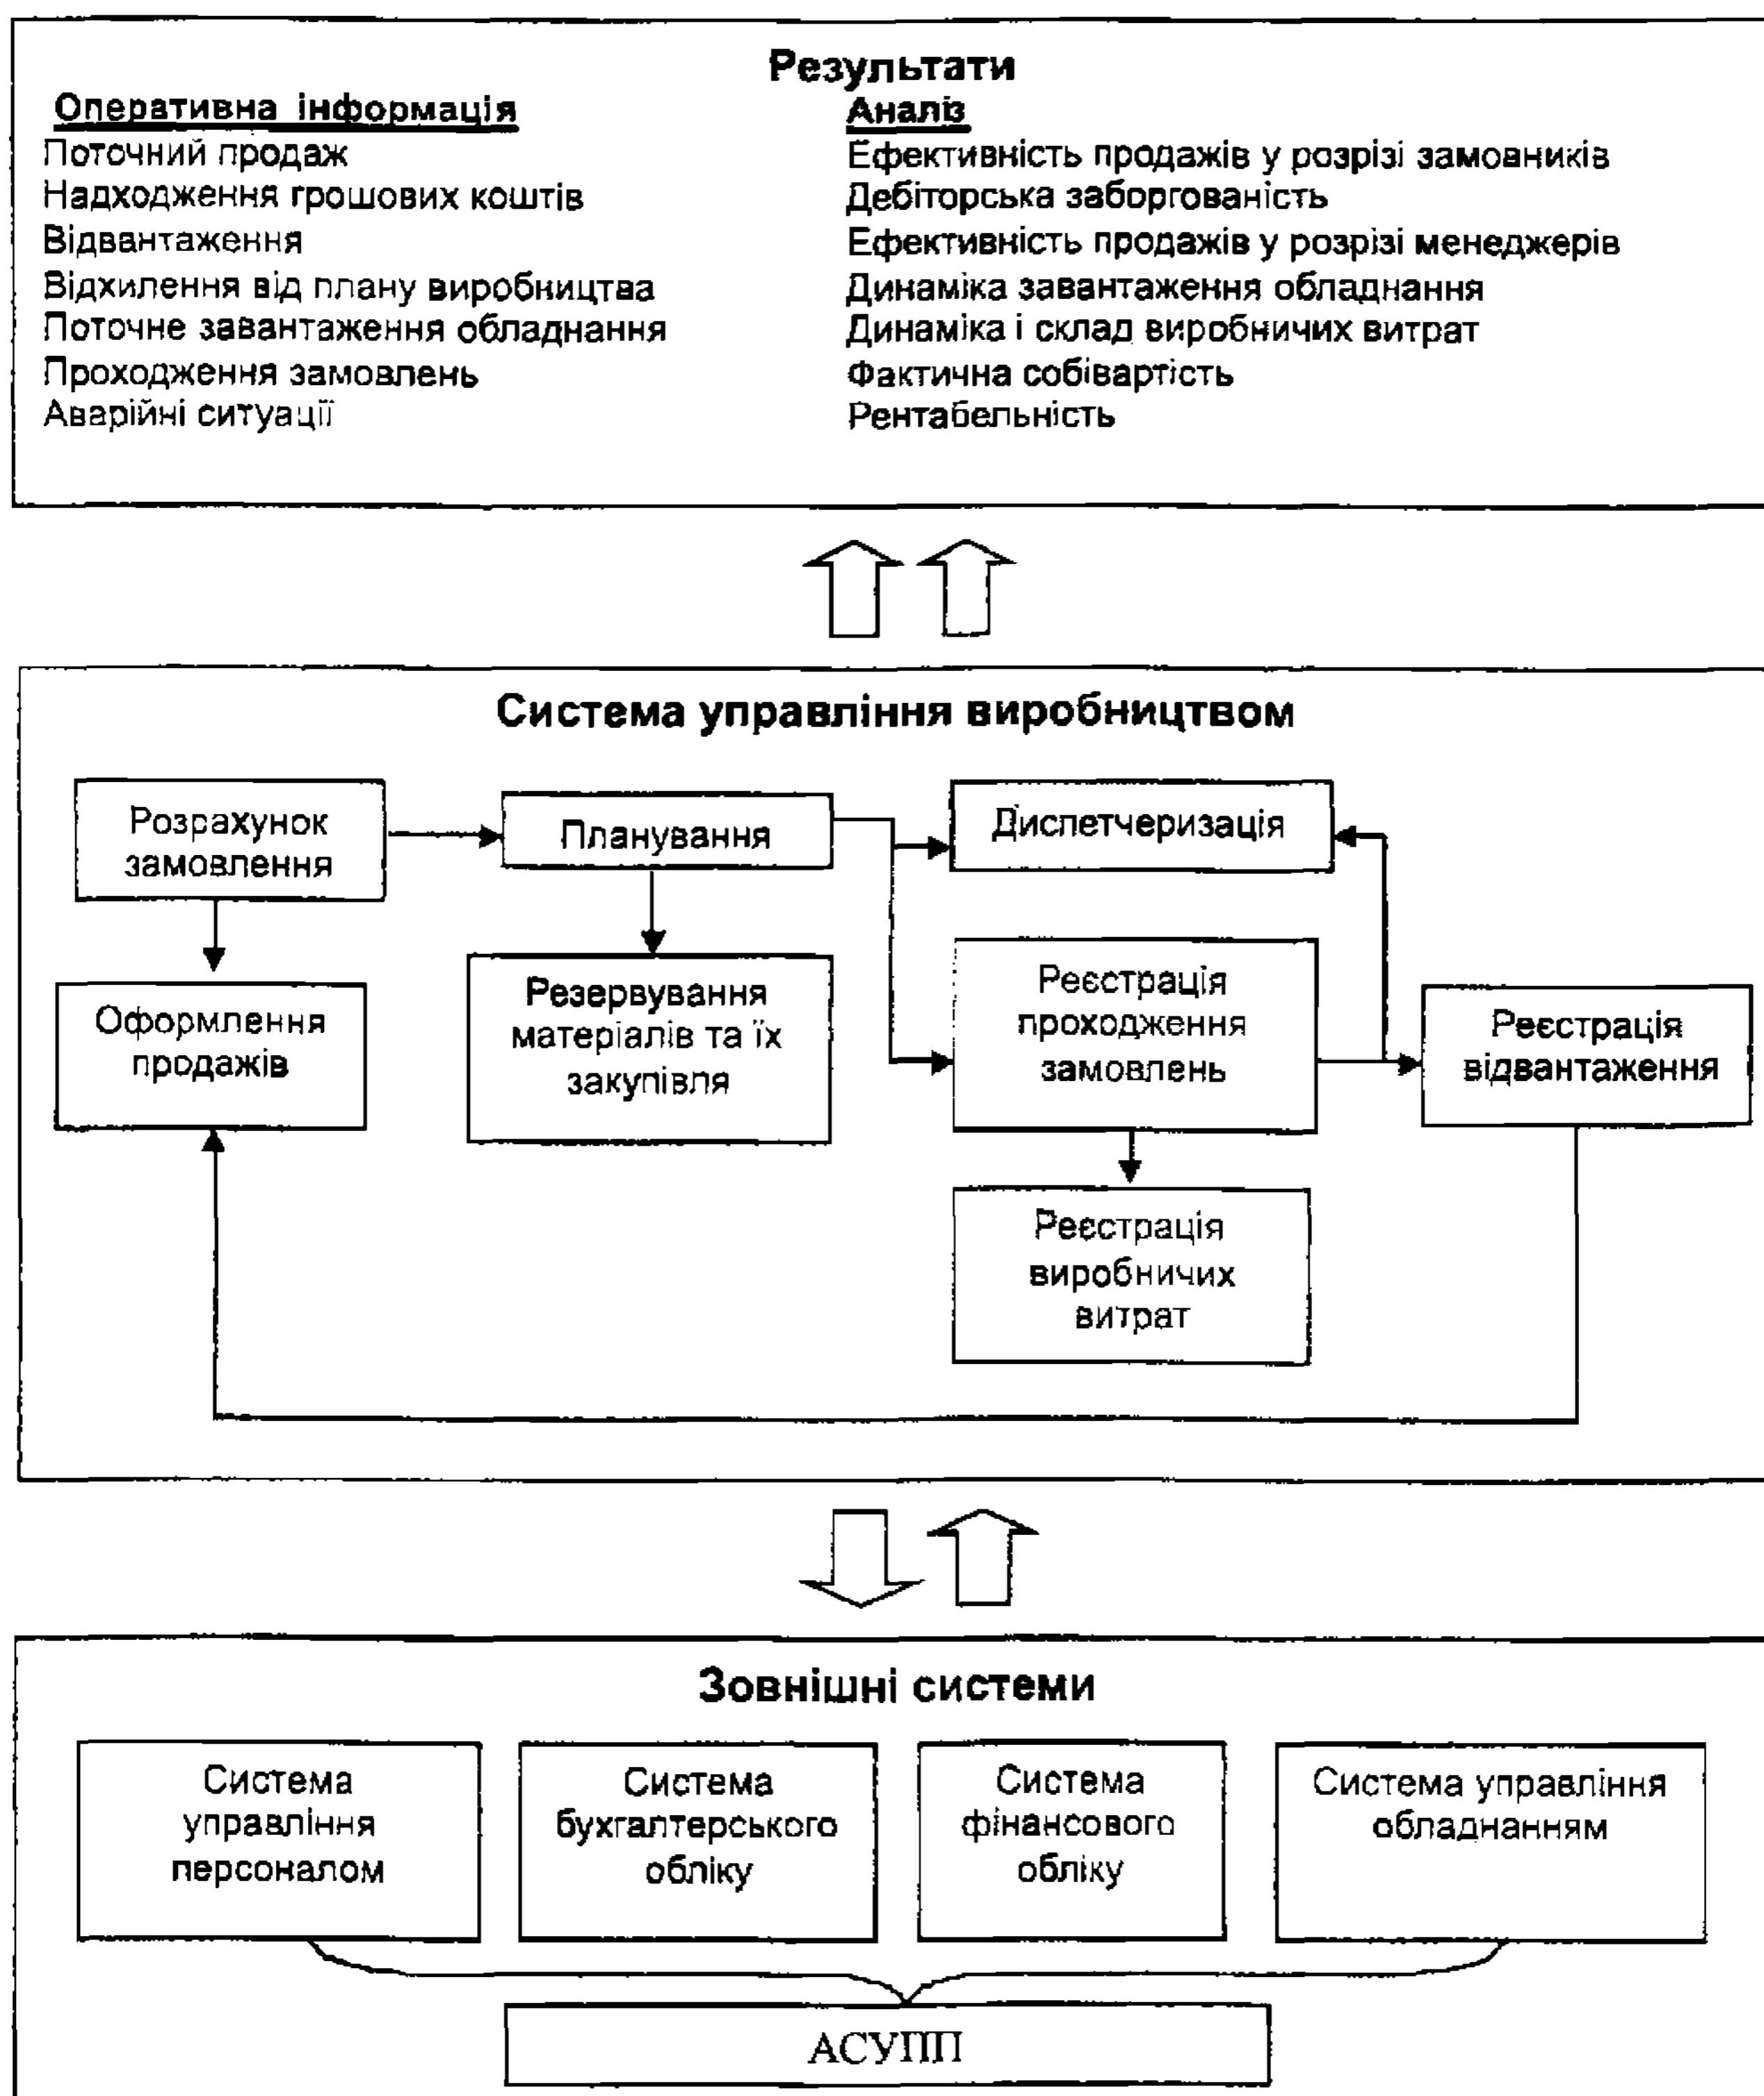 Результати
Оперативна інформація
Поточний продаж
Надходження грошових коштів
Відвантаження
Відхилення від плану виробництва
Поточне завантаження обладнання
Проходження замовлень
Аварійні ситуації
Аналіз
Ефективність продажів у розрізі замовників
Дебіторська заборгованість
Ефективність продажів у розрізі менеджерів
Динаміка завантаження обладнання
Динаміка і склад виробничих витрат
Фактична собівартість
Рентабельність
Система управління виробництвом
Розрахунок
замовлення
Планування
Диспетчеризація
Оформлення
продажів
Резервування
матеріалів та їх
закупівля
Реєстрація
проходження
замовлень
Реєстрація
відвантаження
Реєстрація
виробничих
витрат
Зовнішні системи
Система
управління
персоналом
Система
бухгалтерського
обліку
Система
фінансового
обліку
Система управління
обладнанням
АСУПП